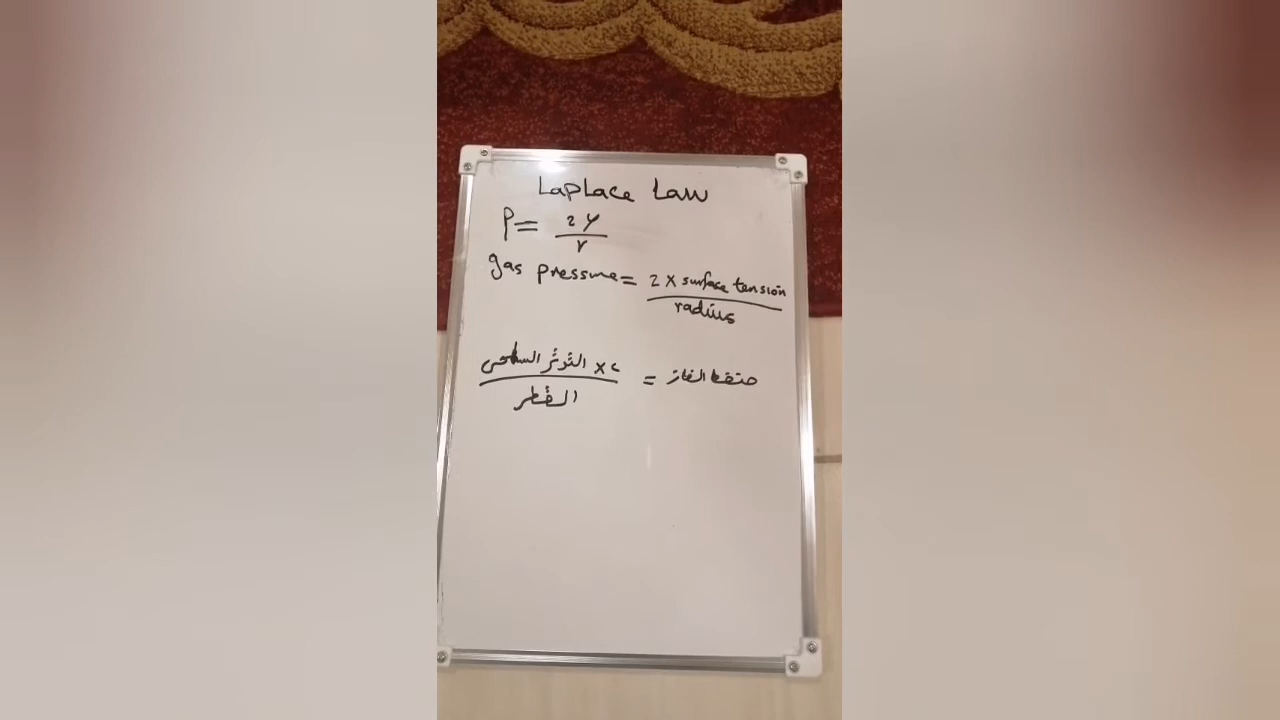 Laplace Law
P = 2γ / r
gas pressure = 2 x surface tension / radius
ضغط الغاز = ٢ x التوتر السطحي / القطر